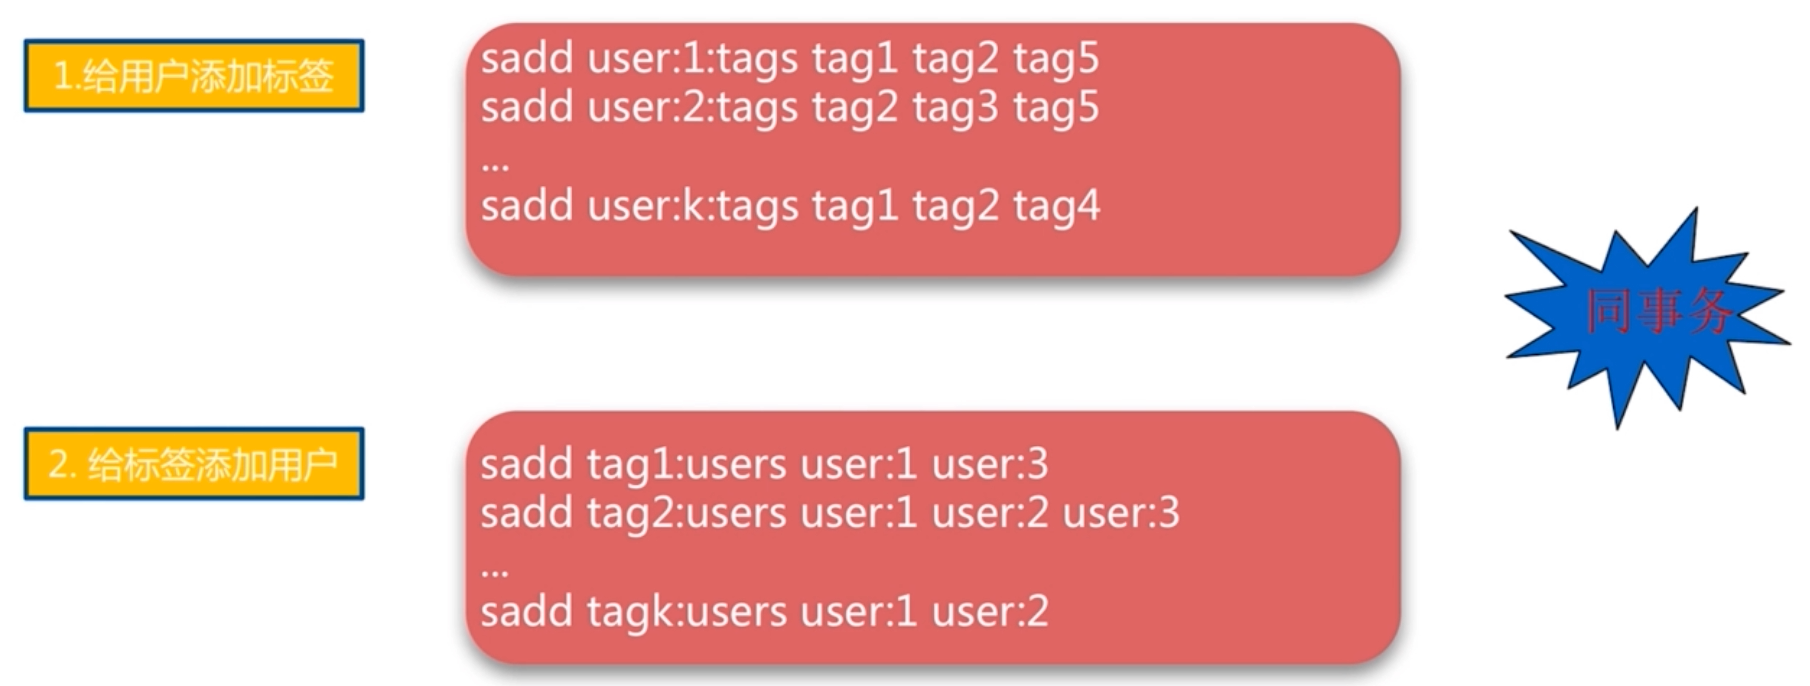 1.给用户添加标签
sadd user:1:tags tag1 tag2 tag5
sadd user:2:tags tag2 tag3 tag5
...
sadd user:k:tags tag1 tag2 tag4
同事务
2. 给标签添加用户
sadd tag1:users user:1 user:3
sadd tag2:users user:1 user:2 user:3
...
sadd tagk:users user:1 user:2